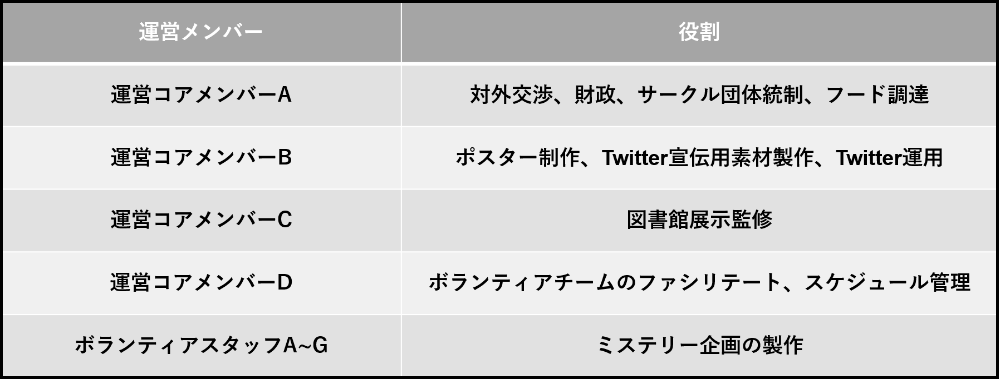 運営メンバー 役割
運営コアメンバーA 対外交渉、財政、サークル団体統制、フード調達
運営コアメンバーB ポスター制作、Twitter宣伝用素材製作、Twitter運用
運営コアメンバーC 図書館展示監修
運営コアメンバーD ボランティアチームのファシリテート、スケジュール管理
ボランティアスタッフA~G ミステリー企画の製作